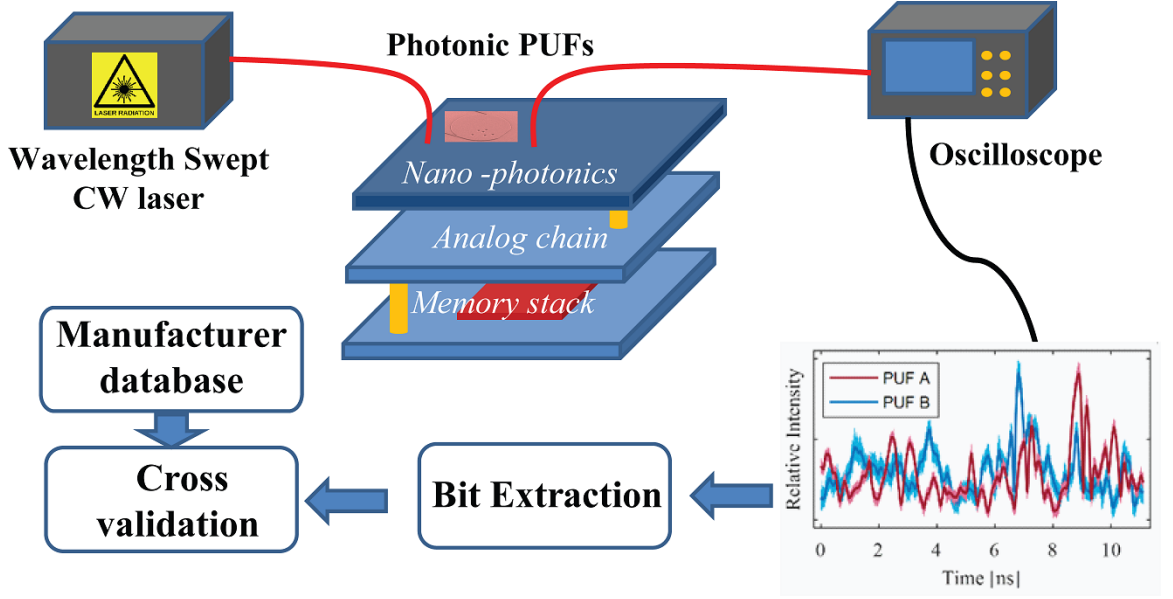 Photonic PUFs
LASER RADIATION
Wavelength Swept
CW laser
Nano -photonics
Analog chain
Memory stack
Oscilloscope
Manufacturer
database
Cross
validation
Bit Extraction
PUF A
PUF B
Relative Intensity
0 2 4 6 8 10
Time |ns|